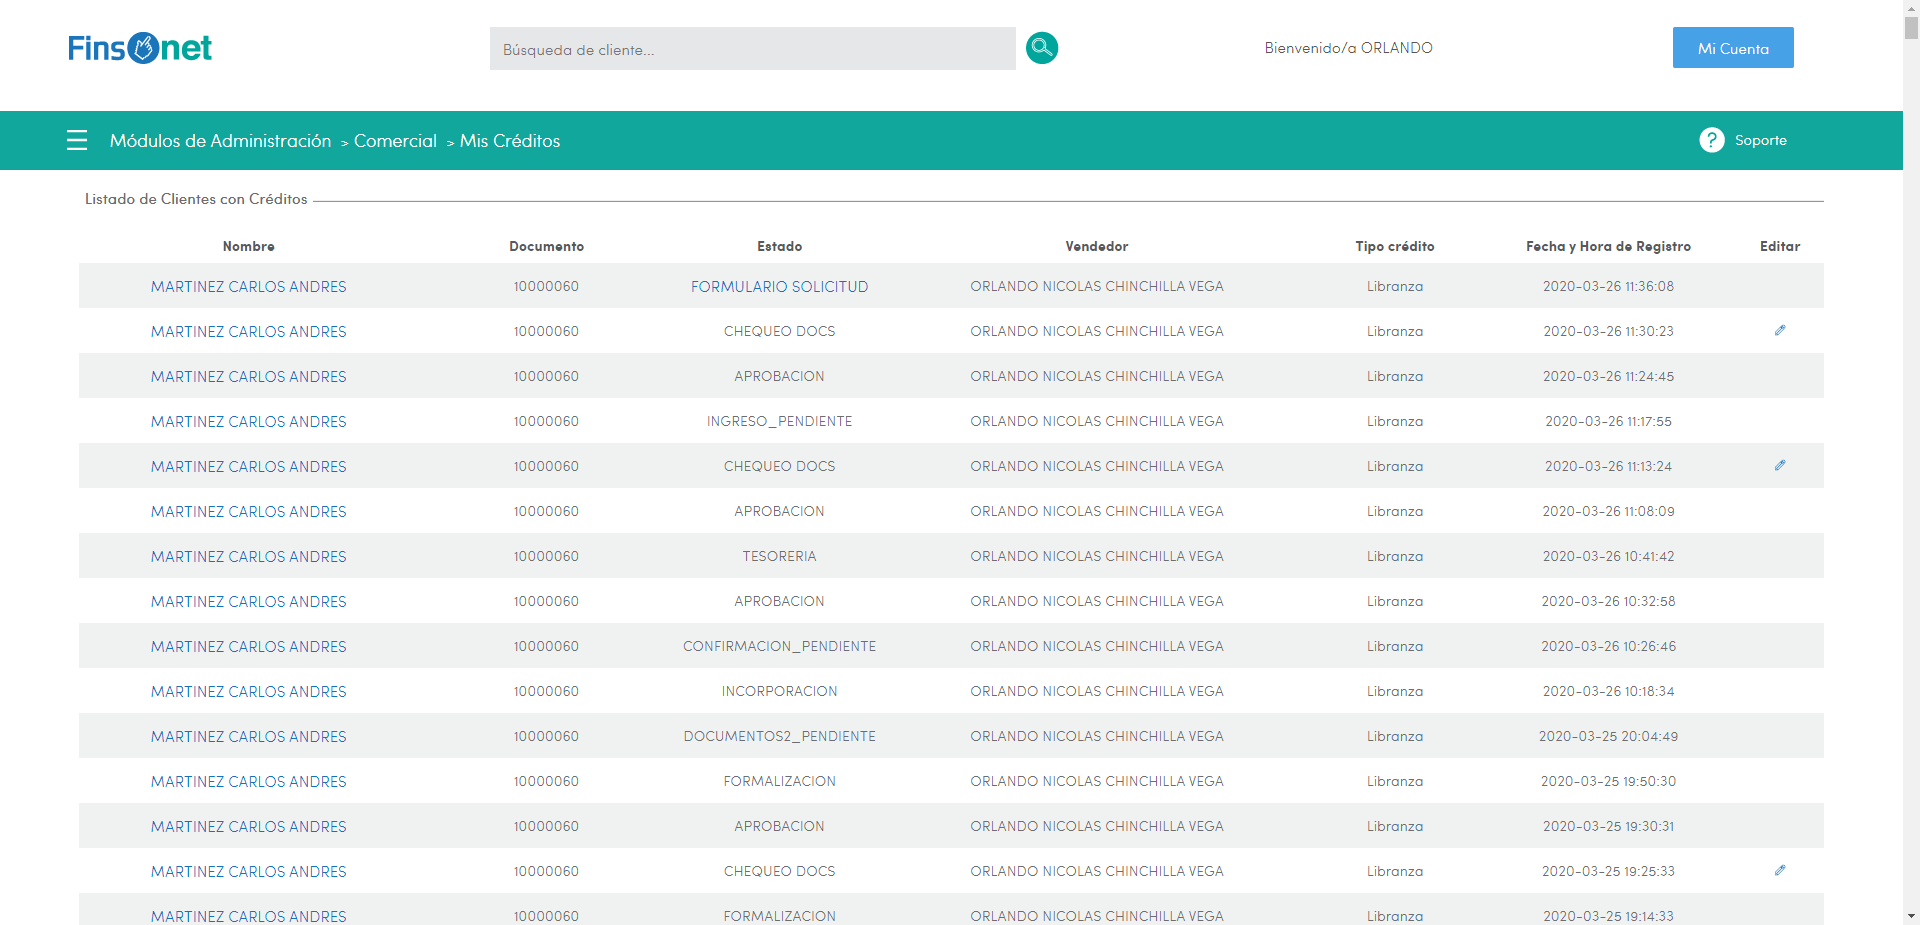 Finsonet
Búsqueda de cliente...
Bienvenido/a ORLANDO
Mi Cuenta
Módulos de Administración > Comercial > Mis Créditos
? Soporte
Listado de Clientes con Créditos
Nombre Documento Estado Vendedor Tipo crédito Fecha y Hora de Registro Editar
MARTINEZ CARLOS ANDRES 10000060 FORMULARIO SOLICITUD ORLANDO NICOLAS CHINCHILLA VEGA Libranza 2020-03-26 11:36:08
MARTINEZ CARLOS ANDRES 10000060 CHEQUEO DOCS ORLANDO NICOLAS CHINCHILLA VEGA Libranza 2020-03-26 11:30:23
MARTINEZ CARLOS ANDRES 10000060 APROBACION ORLANDO NICOLAS CHINCHILLA VEGA Libranza 2020-03-26 11:24:45
MARTINEZ CARLOS ANDRES 10000060 INGRESO_PENDIENTE ORLANDO NICOLAS CHINCHILLA VEGA Libranza 2020-03-26 11:17:55
MARTINEZ CARLOS ANDRES 10000060 CHEQUEO DOCS ORLANDO NICOLAS CHINCHILLA VEGA Libranza 2020-03-26 11:13:24
MARTINEZ CARLOS ANDRES 10000060 APROBACION ORLANDO NICOLAS CHINCHILLA VEGA Libranza 2020-03-26 11:08:09
MARTINEZ CARLOS ANDRES 10000060 TESORERIA ORLANDO NICOLAS CHINCHILLA VEGA Libranza 2020-03-26 10:41:42
MARTINEZ CARLOS ANDRES 10000060 APROBACION ORLANDO NICOLAS CHINCHILLA VEGA Libranza 2020-03-26 10:32:58
MARTINEZ CARLOS ANDRES 10000060 CONFIRMACION_PENDIENTE ORLANDO NICOLAS CHINCHILLA VEGA Libranza 2020-03-26 10:26:46
MARTINEZ CARLOS ANDRES 10000060 INCORPORACION ORLANDO NICOLAS CHINCHILLA VEGA Libranza 2020-03-26 10:18:34
MARTINEZ CARLOS ANDRES 10000060 DOCUMENTOS2_PENDIENTE ORLANDO NICOLAS CHINCHILLA VEGA Libranza 2020-03-25 20:04:49
MARTINEZ CARLOS ANDRES 10000060 FORMALIZACION ORLANDO NICOLAS CHINCHILLA VEGA Libranza 2020-03-25 19:50:30
MARTINEZ CARLOS ANDRES 10000060 APROBACION ORLANDO NICOLAS CHINCHILLA VEGA Libranza 2020-03-25 19:30:31
MARTINEZ CARLOS ANDRES 10000060 CHEQUEO DOCS ORLANDO NICOLAS CHINCHILLA VEGA Libranza 2020-03-25 19:25:33
MARTINEZ CARLOS ANDRES 10000060 FORMALIZACION ORLANDO NICOLAS CHINCHILLA VEGA Libranza 2020-03-25 19:14:33